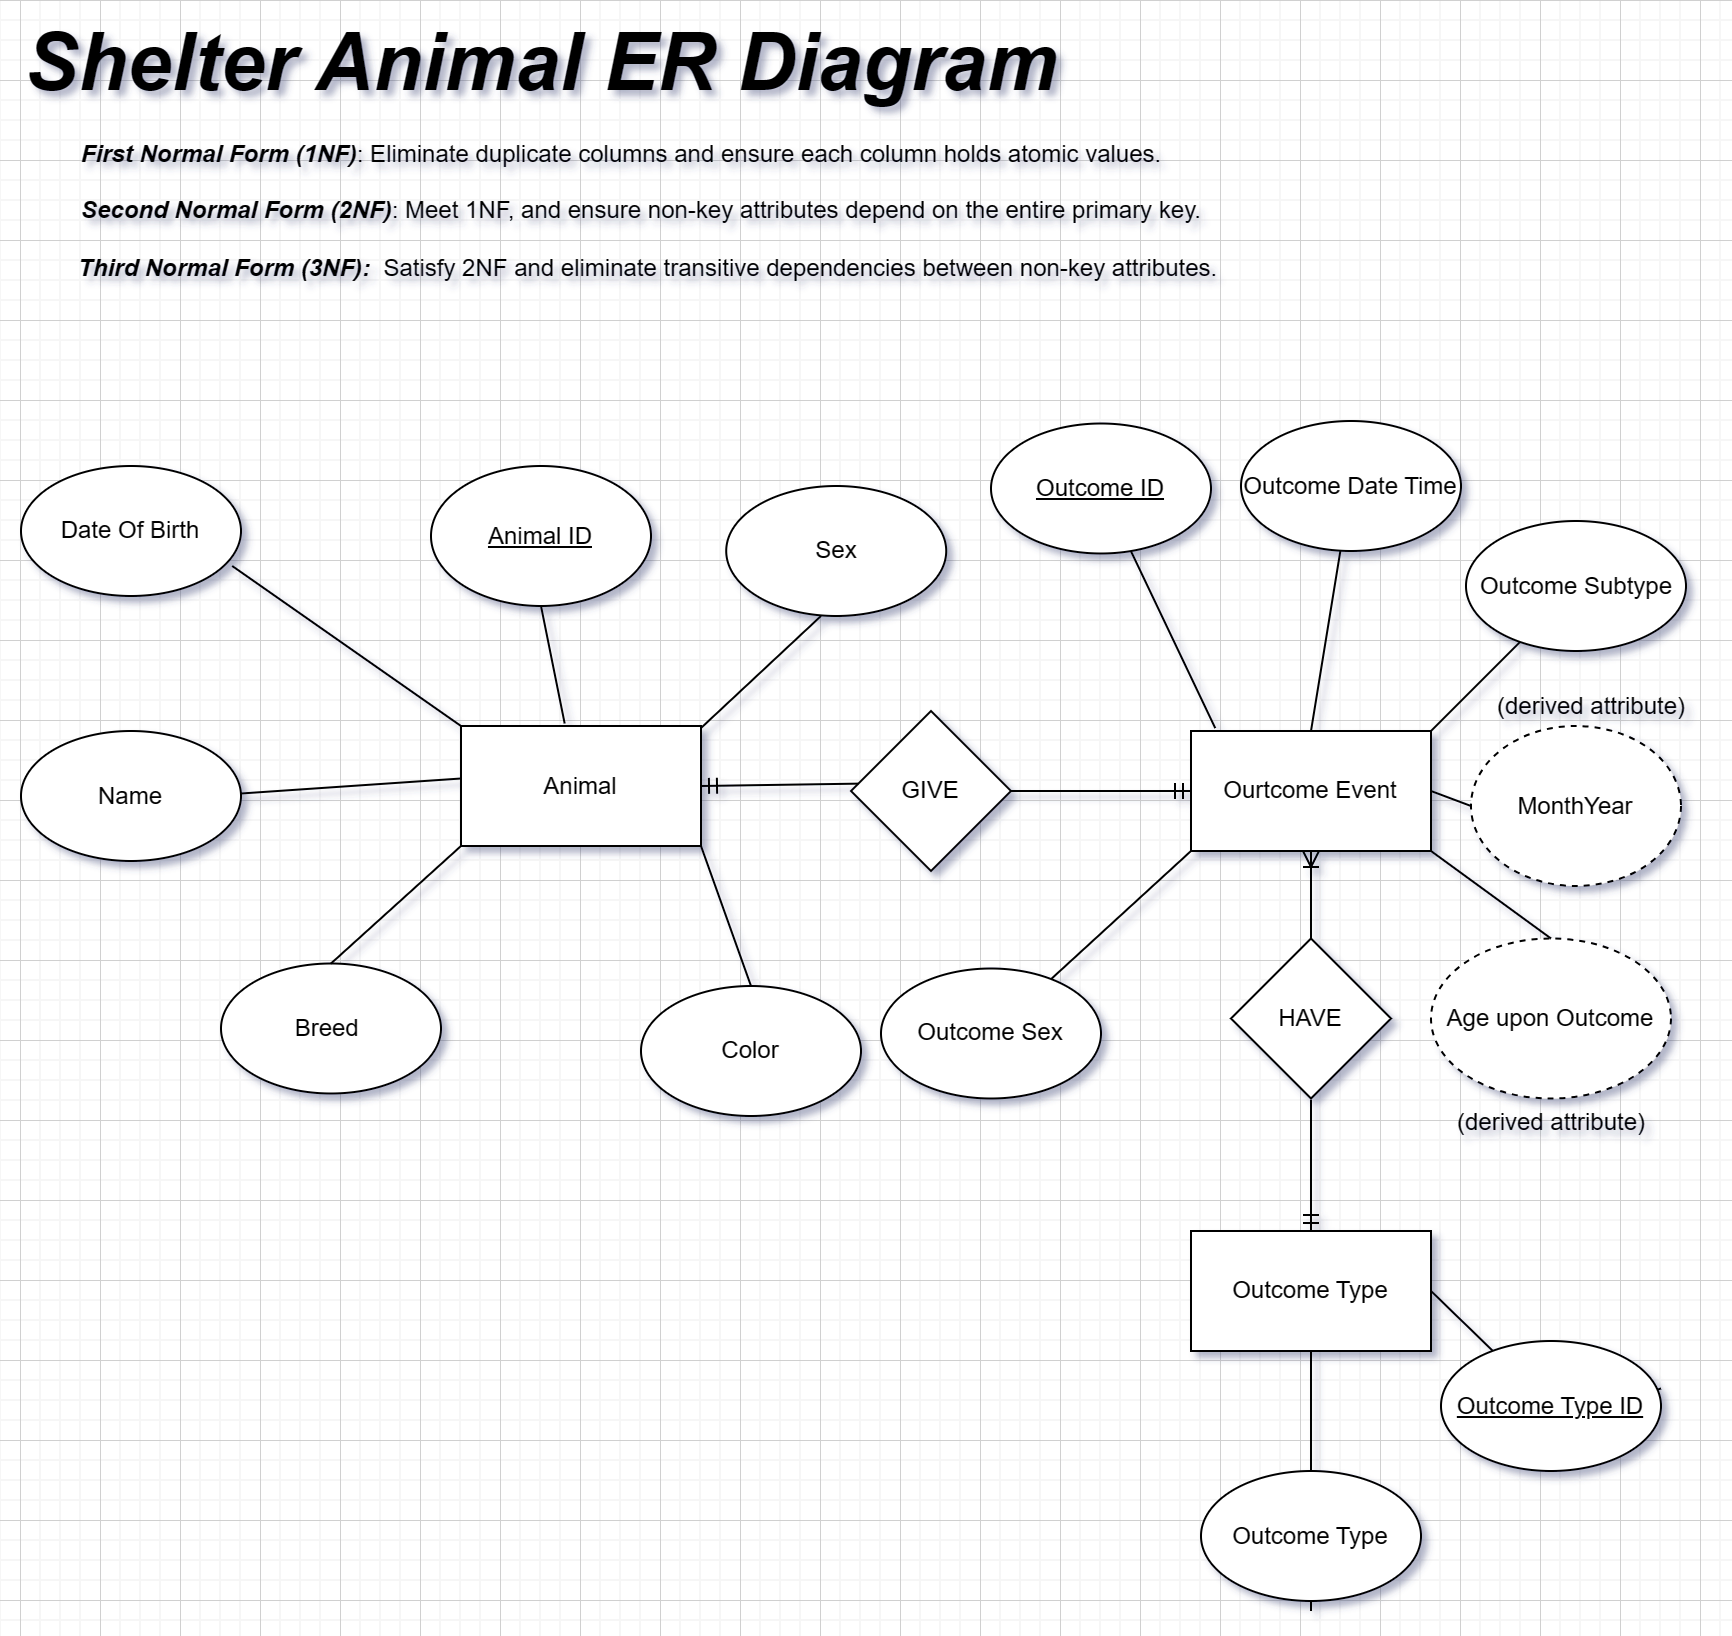 Shelter Animal ER Diagram
First Normal Form (1NF): Eliminate duplicate columns and ensure each column holds atomic values.
Second Normal Form (2NF): Meet 1NF, and ensure non-key attributes depend on the entire primary key.
Third Normal Form (3NF): Satisfy 2NF and eliminate transitive dependencies between non-key attributes.
Date Of Birth
Animal ID
Sex
Outcome ID
Outcome Date Time
Outcome Subtype
(derived attribute)
Name
Animal
GIVE
Ourtcome Event
MonthYear
Breed
Color
Outcome Sex
HAVE
Age upon Outcome
(derived attribute)
Outcome Type
Outcome Type ID
Outcome Type